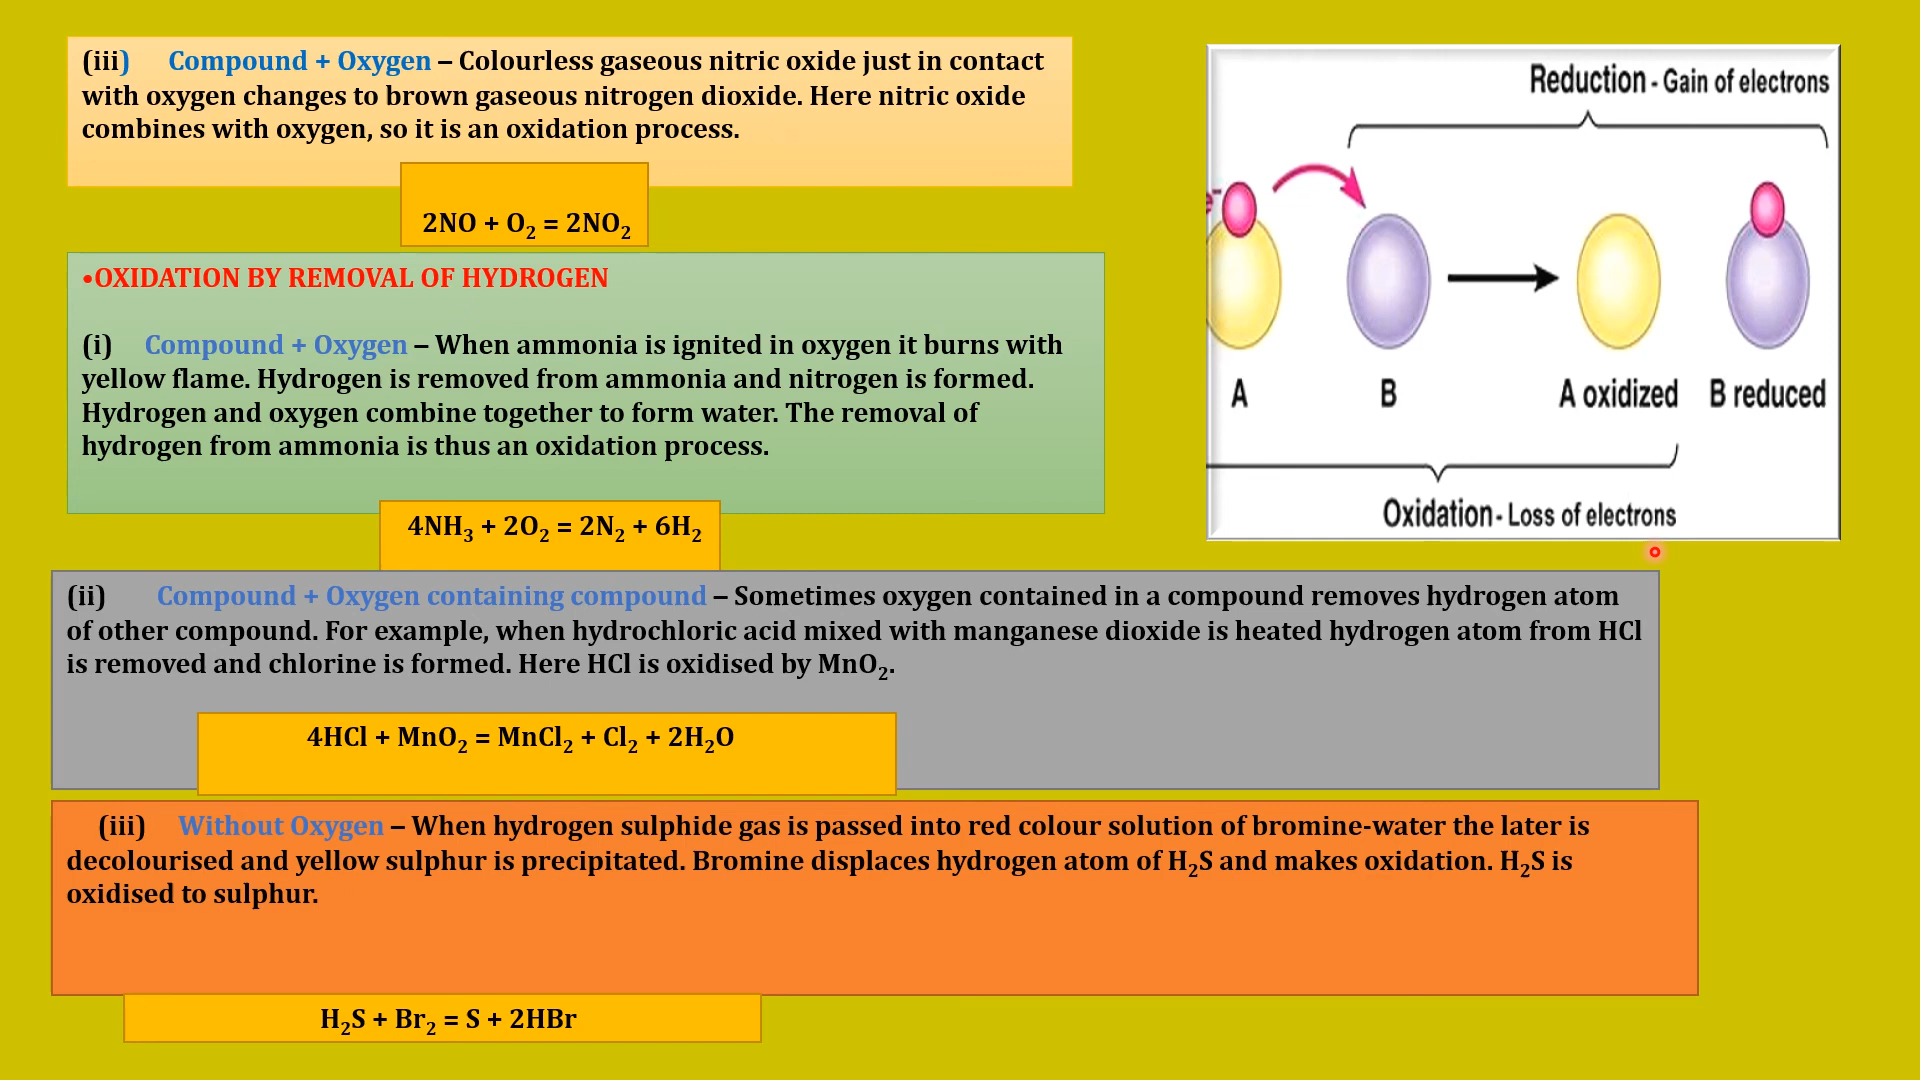 (iii) Compound + Oxygen – Colourless gaseous nitric oxide just in contact
with oxygen changes to brown gaseous nitrogen dioxide. Here nitric oxide
combines with oxygen, so it is an oxidation process.
2NO + O₂ = 2NO₂
•OXIDATION BY REMOVAL OF HYDROGEN
(i) Compound + Oxygen – When ammonia is ignited in oxygen it burns with
yellow flame. Hydrogen is removed from ammonia and nitrogen is formed.
Hydrogen and oxygen combine together to form water. The removal of
hydrogen from ammonia is thus an oxidation process.
4NH₃ + 2O₂ = 2N₂ + 6H₂
(ii) Compound + Oxygen containing compound – Sometimes oxygen contained in a compound removes hydrogen atom
of other compound. For example, when hydrochloric acid mixed with manganese dioxide is heated hydrogen atom from HCl
is removed and chlorine is formed. Here HCl is oxidised by MnO₂.
4HCl + MnO₂ = MnCl₂ + Cl₂ + 2H₂O
(iii) Without Oxygen – When hydrogen sulphide gas is passed into red colour solution of bromine-water the later is
decolourised and yellow sulphur is precipitated. Bromine displaces hydrogen atom of H₂S and makes oxidation. H₂S is
oxidised to sulphur.
H₂S + Br₂ = S + 2HBr
Reduction - Gain of electrons
e⁻
A B A oxidized B reduced
Oxidation - Loss of electrons